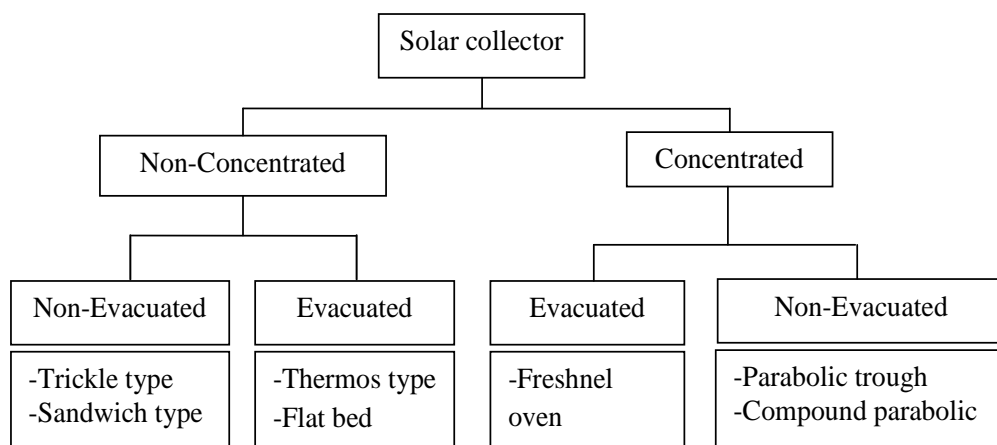 Solar collector
Non-Concentrated
Concentrated
Non-Evacuated
Evacuated
Evacuated
Non-Evacuated
-Trickle type
-Sandwich type
-Thermos type
-Flat bed
-Freshnel
oven
-Parabolic trough
-Compound parabolic